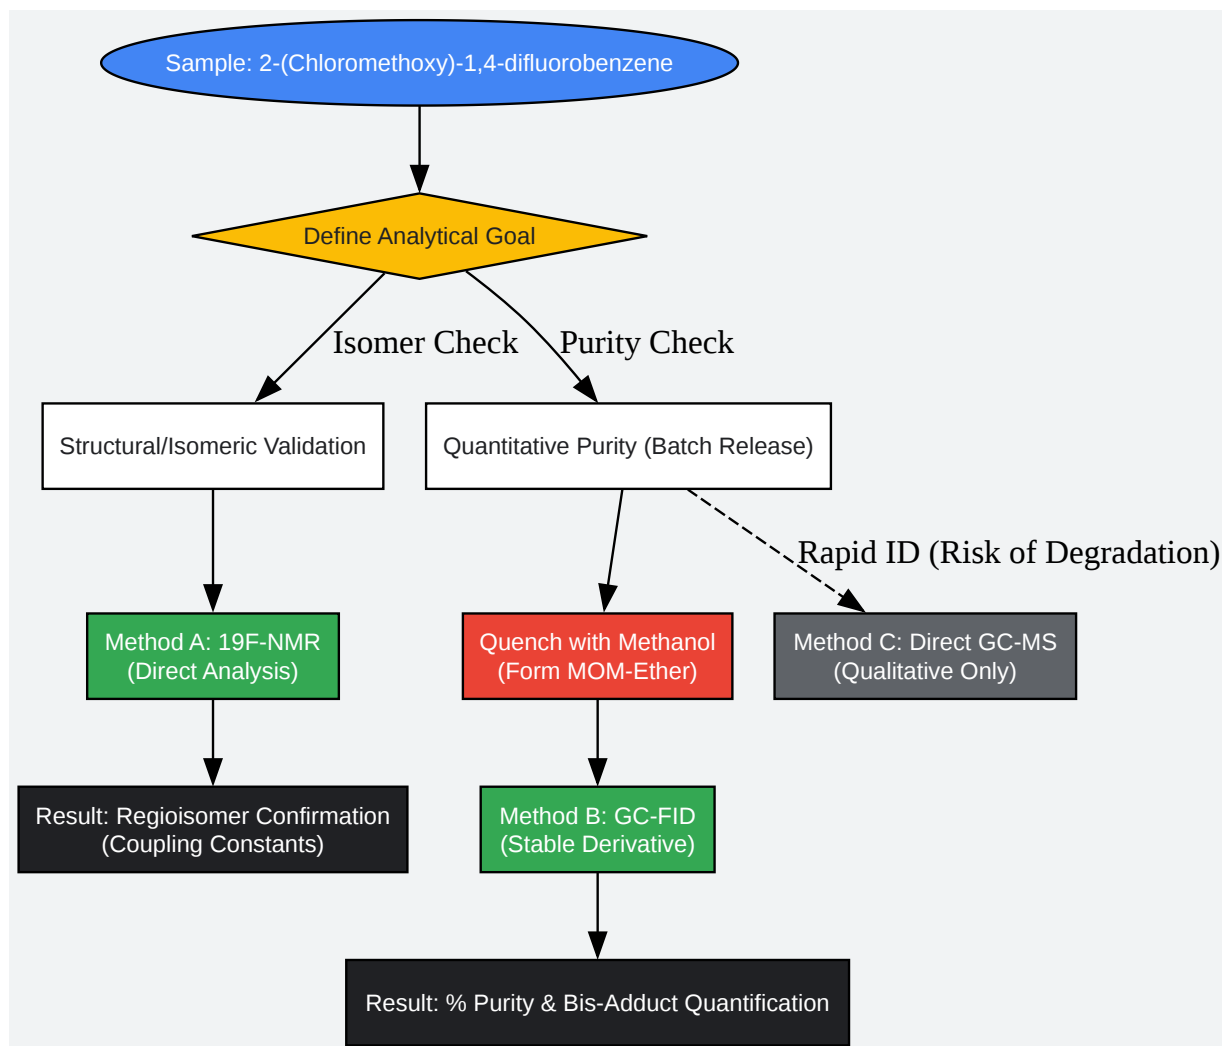 Sample: 2-(Chloromethoxy)-1,4-difluorobenzene
Define Analytical Goal
Isomer Check
Purity Check
Structural/Isomeric Validation
Quantitative Purity (Batch Release)
Rapid ID (Risk of Degradation)
Method A: 19F-NMR
(Direct Analysis)
Quench with Methanol
(Form MOM-Ether)
Method C: Direct GC-MS
(Qualitative Only)
Result: Regioisomer Confirmation
(Coupling Constants)
Method B: GC-FID
(Stable Derivative)
Result: % Purity & Bis-Adduct Quantification